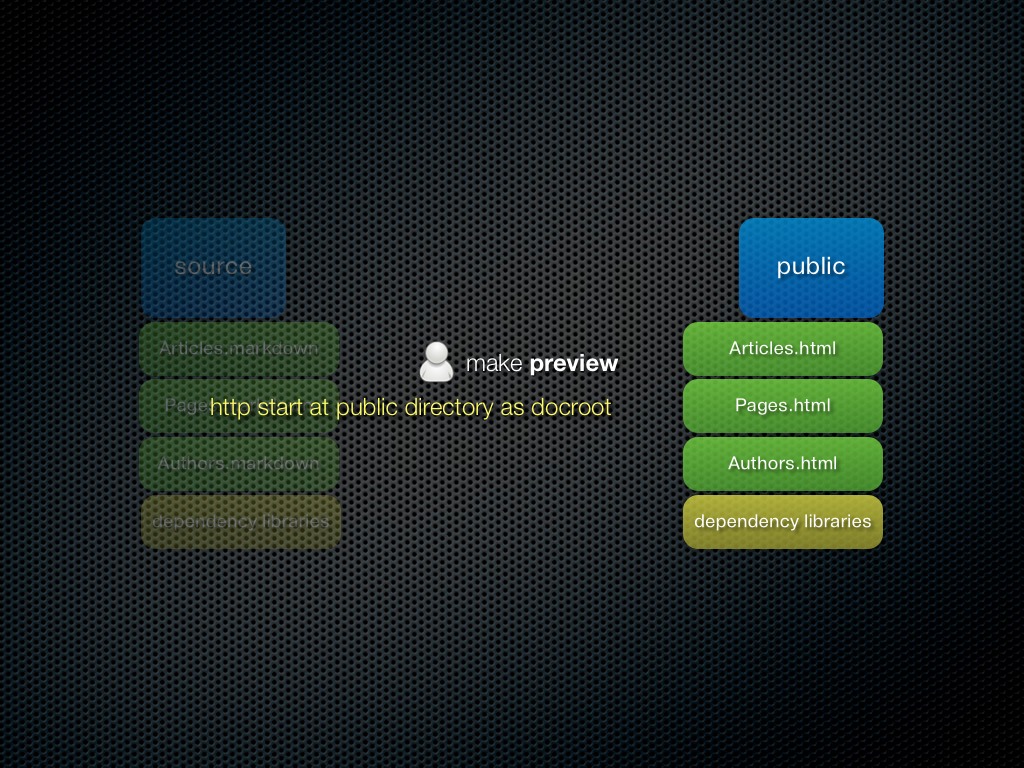 source
Articles.markdown
Authors.markdown
dependency libraries
make preview
http start at public directory as docroot
public
Articles.html
Pages.html
Authors.html
dependency libraries